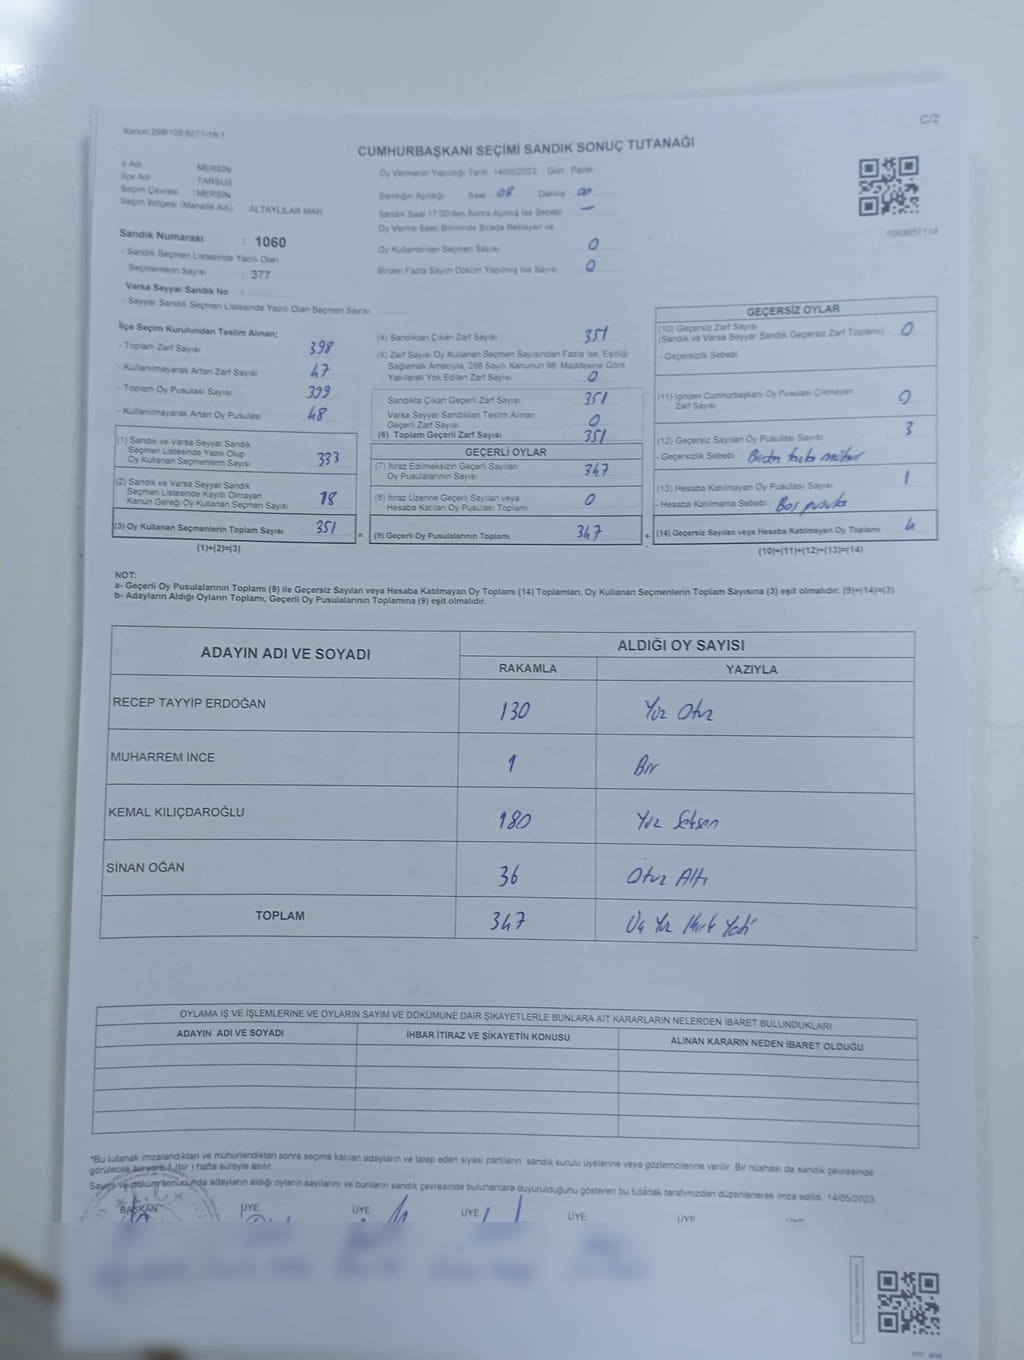 Kanun:298/109,6271/18-1
C/2
CUMHURBAŞKANI SEÇİMİ SANDIK SONUÇ TUTANAĞI
İl Adı MERSİN
İlçe Adı : TARSUS
Seçim Çevresi : MERSİN
Seçim Bölgesi (Mahalle Adı) ALTAYLILAR MAH
Sandık Numarası : 1060
- Sandık Seçmen Listesinde Yazılı Olan
Seçmenlerin Sayısı : 377
Varsa Seyyar Sandık No :
- Seyyar Sandık Seçmen Listesinde Yazılı Olan Seçmen Sayısı
Oy Vermenin Yapıldığı Tarih :14/05/2023 Gün : Pazar
Sandığın Açıldığı Saat : 08 Dakika : 00
Sandık Saat 17:00'den Sonra Açılmış İse Sebebi : —
Oy Verme Saati Bitiminde Sırada Bekleyen ve
Oy Kullandırılan Seçmen Sayısı 0
Birden Fazla Sayım Döküm Yapılmış İse Sayısı : 0
1093657114
İlçe Seçim Kurulundan Teslim Alınan;
- Toplam Zarf Sayısı 398
- Kullanılmayarak Artan Zarf Sayısı 47
- Toplam Oy Pusulası Sayısı 399
- Kullanılmayarak Artan Oy Pusulası 48
(1) Sandık ve Varsa Seyyar Sandık
Seçmen Listesinde Yazılı Olup
Oy Kullanan Seçmenlerin Sayısı 333
(2) Sandık ve Varsa Seyyar Sandık
Seçmen Listesinde Kayıtlı Olmayan
Kanun Gereği Oy Kullanan Seçmen Sayısı 18
(3) Oy Kullanan Seçmenlerin Toplam Sayısı 351
(1)+(2)=(3)
(4) Sandıktan Çıkan Zarf Sayısı 351
(5) Zarf Sayısı Oy Kullanan Seçmen Sayısından Fazla İse, Eşitliği
Sağlamak Amacıyla, 298 Sayılı Kanunun 98. Maddesine Göre
Yakılarak Yok Edilen Zarf Sayısı 0
Sandıkta Çıkan Geçerli Zarf Sayısı 351
Varsa Seyyar Sandıktan Teslim Alınan
Geçerli Zarf Sayısı 0
(6) Toplam Geçerli Zarf Sayısı 351
GEÇERLİ OYLAR
(7) İtiraz Edilmeksizin Geçerli Sayılan
Oy Pusulalarının Sayısı 347
(8) İtiraz Üzerine Geçerli Sayılan veya
Hesaba Katılan Oy Pusulası Toplamı 0
= (9) Geçerli Oy Pusulalarının Toplamı 347
GEÇERSİZ OYLAR
(10) Geçersiz Zarf Sayısı
(Sandık ve Varsa Seyyar Sandık Geçersiz Zarf Toplamı) 0
- Geçersizlik Sebebi
(11) İçinden Cumhurbaşkanı Oy Pusulası Çıkmayan
Zarf Sayısı 0
(12) Geçersiz Sayılan Oy Pusulası Sayısı 3
- Geçersizlik Sebebi Birden fazla mühür
(13) Hesaba Katılmayan Oy Pusulası Sayısı 1
- Hesaba Katılmama Sebebi Boş pusula
+ (14) Geçersiz Sayılan veya Hesaba Katılmayan Oy Toplamı 4
(10)+(11)+(12)+(13)=(14)
NOT:
a- Geçerli Oy Pusulalarının Toplamı (9) ile Geçersiz Sayılan veya Hesaba Katılmayan Oy Toplamı (14) Toplamları, Oy Kullanan Seçmenlerin Toplam Sayısına (3) eşit olmalıdır. (9)+(14)=(3)
b- Adayların Aldığı Oyların Toplamı, Geçerli Oy Pusulalarının Toplamına (9) eşit olmalıdır.
ADAYIN ADI VE SOYADI
ALDIĞI OY SAYISI
RAKAMLA YAZIYLA
RECEP TAYYİP ERDOĞAN 130 Yüz Otuz
MUHARREM İNCE 1 Bir
KEMAL KILIÇDAROĞLU 180 Yüz Seksen
SİNAN OĞAN 36 Otuz Altı
TOPLAM 347 Üç Yüz Kırk Yedi
OYLAMA İŞ VE İŞLEMLERİNE VE OYLARIN SAYIM VE DÖKÜMÜNE DAİR ŞİKAYETLERLE BUNLARA AİT KARARLARIN NELERDEN İBARET BULUNDUKLARI
ADAYIN ADI VE SOYADI İHBAR İTİRAZ VE ŞİKAYETİN KONUSU ALINAN KARARIN NEDEN İBARET OLDUĞU
*Bu tutanak imzalandıktan ve mühürlendikten sonra seçime katılan adayların ve talep eden siyasi partilerin sandık kurulu üyelerine veya gözlemcilerine verilir. Bir nüshası da sandık çevresinde
görülecek bir yere 1 (bir ) hafta süreyle asılır.
Sayım ve döküm sonucunda adayların aldığı oyların sayılarını ve bunların sandık çevresinde bulunanlara duyurulduğunu gösteren bu tutanak tarafımızdan düzenlenerek imza edildi. 14/05/2023
BAŞKAN ÜYE ÜYE ÜYE ÜYE ÜYE